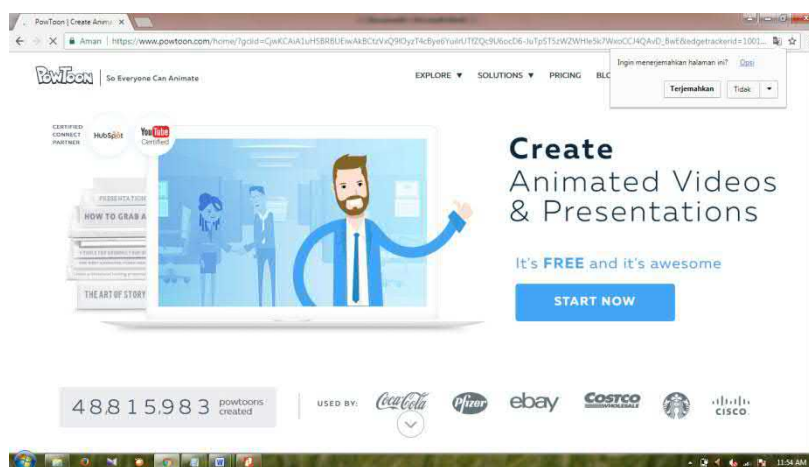 PowToon | Create Anima
Aman | https://www.powtoon.com/home/
Ingin menerjemahkan halaman ini? Opsi
Terjemahkan Tidak
POWTOON | So Everyone Can Animate
EXPLORE SOLUTIONS PRICING
CERTIFIED
CONNECT
PARTNER
HubSpot
YouTube
Certified
PRESENTATION
HOW TO GRAB A
THE ART OF STORY
Create
Animated Videos
& Presentations
It's FREE and it's awesome
START NOW
48,815,983 powtoons
created
USED BY: Coca-Cola Pfizer ebay COSTCO
WHOLESALE
CISCO
11:54 AM